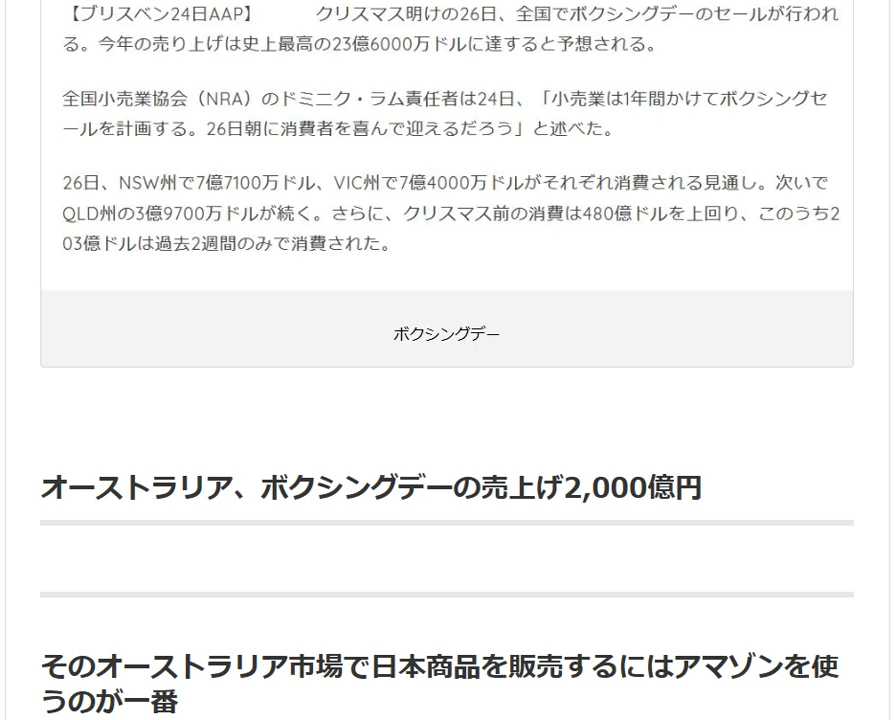 【ブリスベン24日AAP】　　　クリスマス明けの26日、全国でボクシングデーのセールが行われ
る。今年の売り上げは史上最高の23億6000万ドルに達すると予想される。
全国小売業協会（NRA）のドミニク・ラム責任者は24日、「小売業は1年間かけてボクシングセ
ールを計画する。26日朝に消費者を喜んで迎えるだろう」と述べた。
26日、NSW州で7億7100万ドル、VIC州で7億4000万ドルがそれぞれ消費される見通し。次いで
QLD州の3億9700万ドルが続く。さらに、クリスマス前の消費は480億ドルを上回り、このうち2
03億ドルは過去2週間のみで消費された。
ボクシングデー
オーストラリア、ボクシングデーの売上げ2,000億円
そのオーストラリア市場で日本商品を販売するにはアマゾンを使
うのが一番